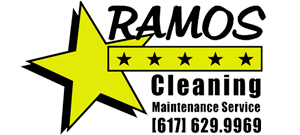 RAMOS
Cleaning
Maintenance Service
[617] 629.9969